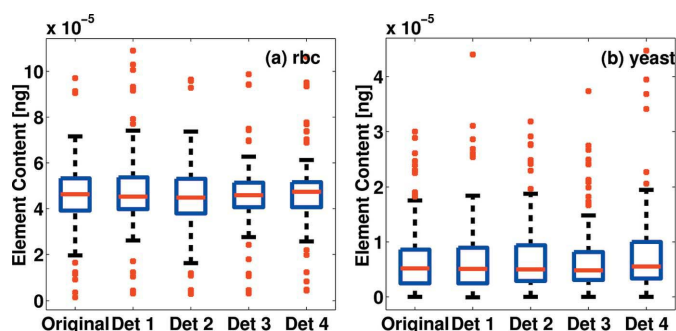 x 10⁻⁵
(a) rbc
Element Content [ng]
10
8
6
4
2
0
Original Det 1 Det 2 Det 3 Det 4
x 10⁻⁵
(b) yeast
Element Content [ng]
4
3
2
1
0
Original Det 1 Det 2 Det 3 Det 4